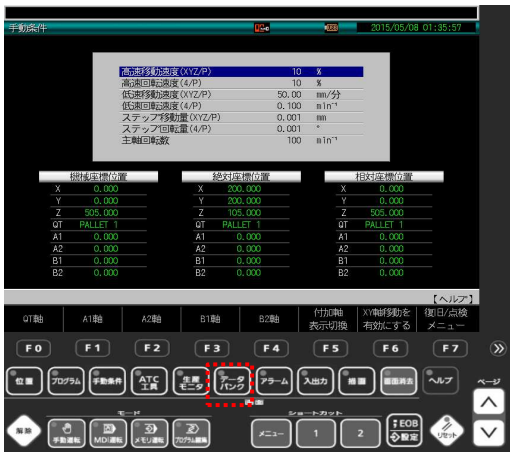 手動条件 2015/05/08 01:35:57
高速移動速度(XYZ/P) 10 %
高速回転速度(4/P) 10 %
低速移動速度(XYZ/P) 50.00 mm/分
低速回転速度(4/P) 0.100 min⁻¹
ステップ移動量(XYZ/P) 0.001 mm
ステップ回転量(4/P) 0.001 °
主軸回転数 100 min⁻¹
機械座標位置 絶対座標位置 相対座標位置
X 0.000 X 200.000 X 0.000
Y 0.000 Y 200.000 Y 0.000
Z 505.000 Z 105.000 Z 505.000
QT PALLET 1 QT PALLET 1 QT PALLET 1
A1 0.000 A1 0.000 A1 0.000
A2 0.000 A2 0.000 A2 0.000
B1 0.000 B1 0.000 B1 0.000
B2 0.000 B2 0.000 B2 0.000
【ヘルプ】
QT軸 A1軸 A2軸 B1軸 B2軸 付加軸 XY軸移動を 復旧/点検
表示切換 有効にする メニュー
F0 F1 F2 F3 F4 F5 F6 F7
位置 プログラム 手動条件 ATC工具 生産モニタ データバンク アラーム 入出力 描画 画面消去 ヘルプ ページ
画面
モード ショートカット
解除 手動運転 MDI運転 メモリ運転 プログラム編集 メニュー 1 2 ;EOB 設定 リセット